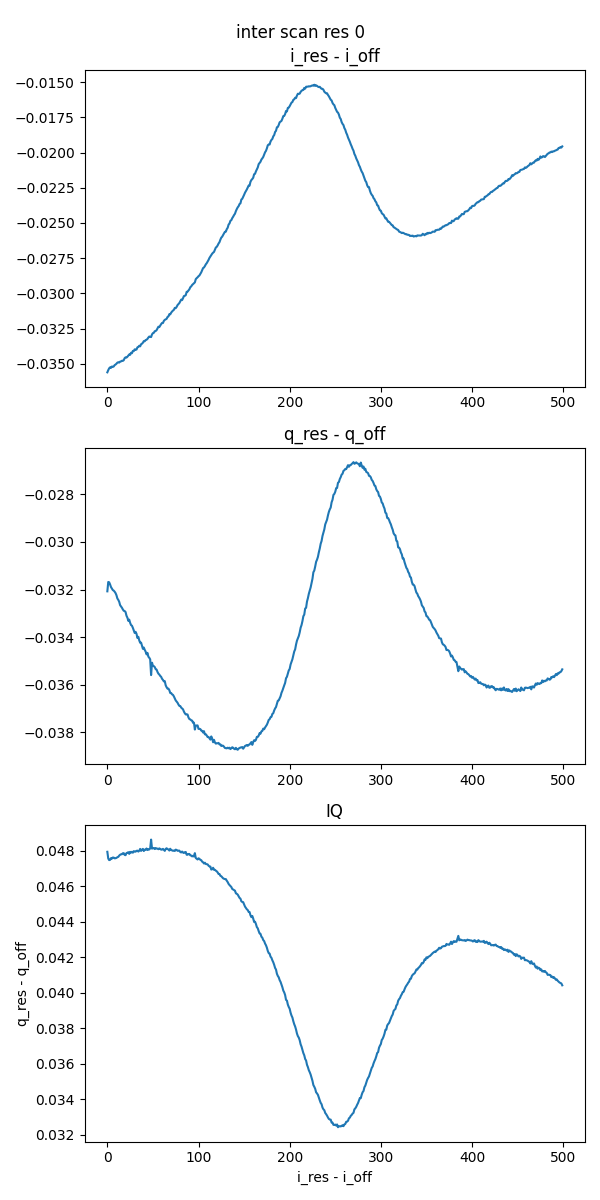 inter scan res 0
i_res - i_off
−0.0150
−0.0175
−0.0200
−0.0225
−0.0250
−0.0275
−0.0300
−0.0325
−0.0350
0 100 200 300 400 500
q_res - q_off
−0.028
−0.030
−0.032
−0.034
−0.036
−0.038
0 100 200 300 400 500
IQ
0.048
0.046
0.044
0.042
0.040
0.038
0.036
0.034
0.032
q_res - q_off
0 100 200 300 400 500
i_res - i_off